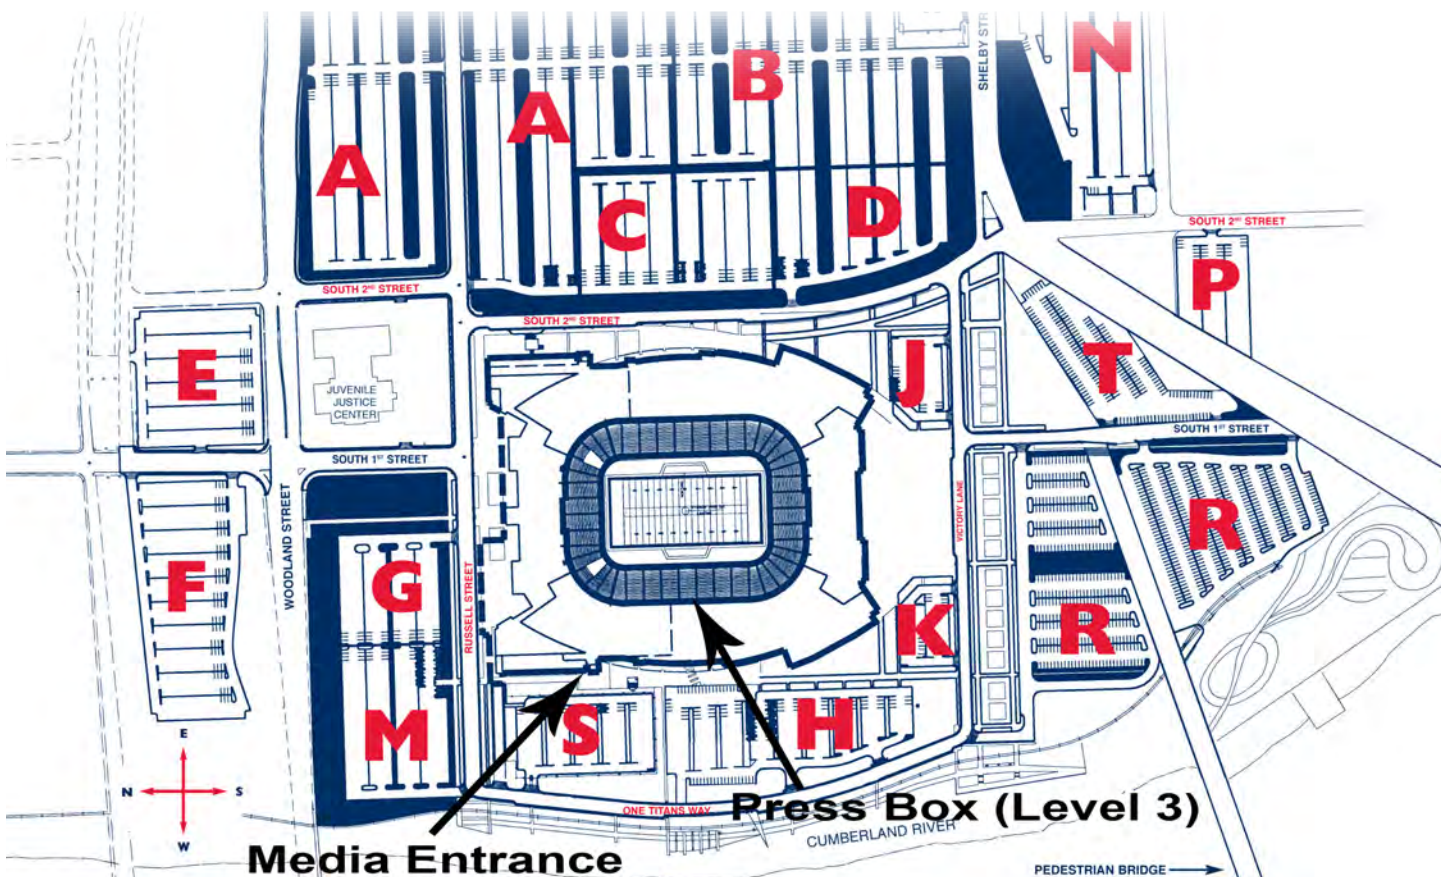 N
SHELBY STR
B
A
A
C
D
SOUTH 2ND STREET
P
SOUTH 2ND STREET
SOUTH 2ND STREET
E
JUVENILE
JUSTICE
CENTER
J
T
SOUTH 1ST STREET
SOUTH 1ST STREET
WOODLAND STREET
RUSSELL STREET
VICTORY LANE
F
G
R
R
K
M
S
H
E
N
S
W
ONE TITANS WAY
Press Box (Level 3)
CUMBERLAND RIVER
Media Entrance
PEDESTRIAN BRIDGE